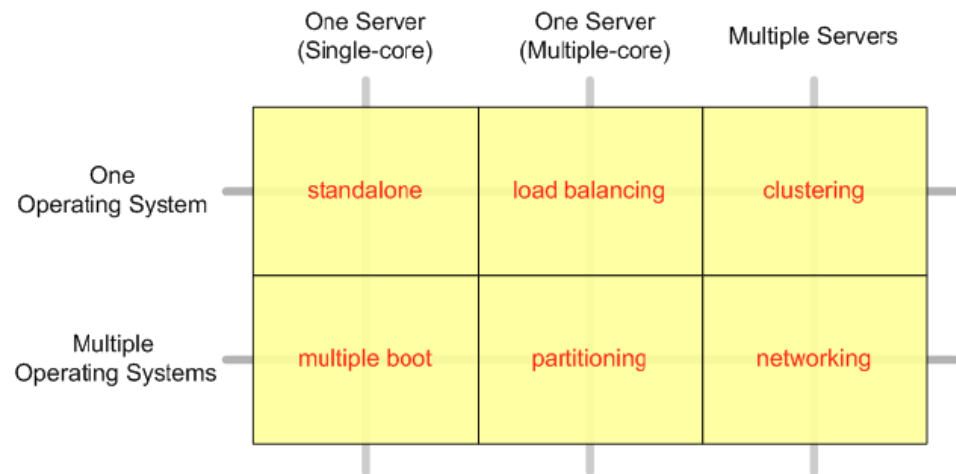 One Server
(Single-core)
One Server
(Multiple-core)
Multiple Servers
One
Operating System
standalone
load balancing
clustering
Multiple
Operating Systems
multiple boot
partitioning
networking